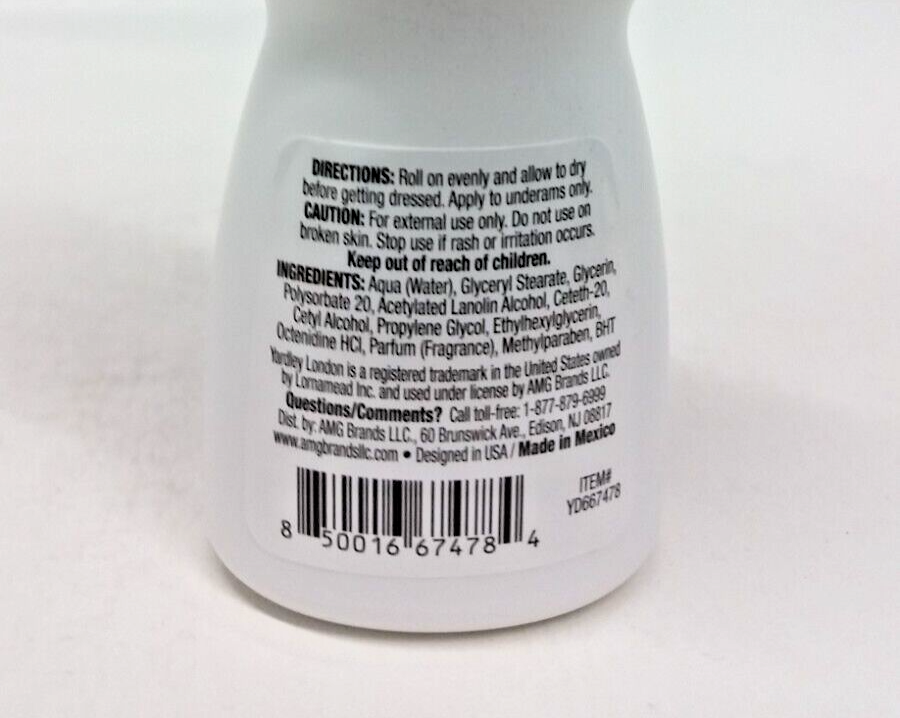 DIRECTIONS: Roll on evenly and allow to dry
before getting dressed. Apply to underams only.
CAUTION: For external use only. Do not use on
broken skin. Stop use if rash or irritation occurs.
Keep out of reach of children.
INGREDIENTS: Aqua (Water), Glyceryl Stearate, Glycerin,
Polysorbate 20, Acetylated Lanolin Alcohol, Ceteth-20,
Cetyl Alcohol, Propylene Glycol, Ethylhexylglycerin,
Octenidine HCl, Parfum (Fragrance), Methylparaben, BHT
Yardley London is a registered trademark in the United States owned
by Lornamead Inc. and used under license by AMG Brands LLC.
Questions/Comments? Call toll-free: 1-877-879-6999
Dist. by: AMG Brands LLC., 60 Brunswick Ave., Edison, NJ 08817
www.amgbrandsllc.com • Designed in USA / Made in Mexico
ITEM#
YD667478
8 50016 67478 4